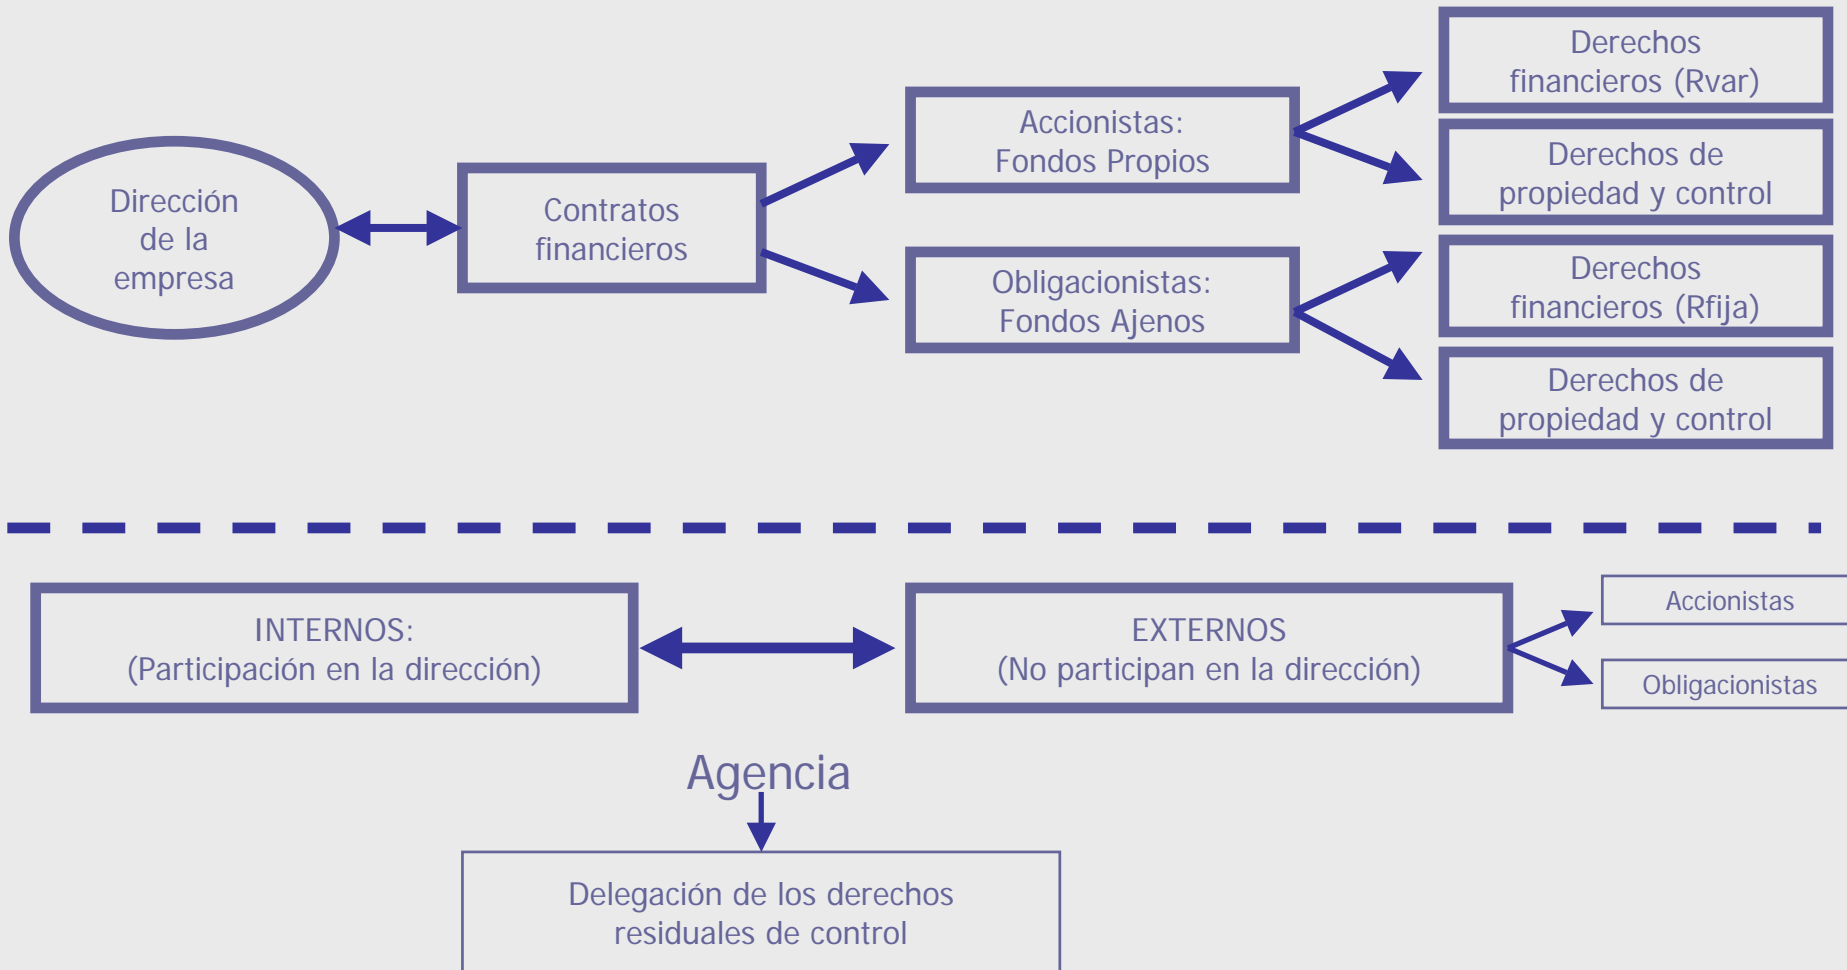 Dirección
de la
empresa
Contratos
financieros
Accionistas:
Fondos Propios
Obligacionistas:
Fondos Ajenos
Derechos
financieros (Rvar)
Derechos de
propiedad y control
Derechos
financieros (Rfija)
Derechos de
propiedad y control
INTERNOS:
(Participación en la dirección)
EXTERNOS
(No participan en la dirección)
Accionistas
Obligacionistas
Agencia
Delegación de los derechos
residuales de control